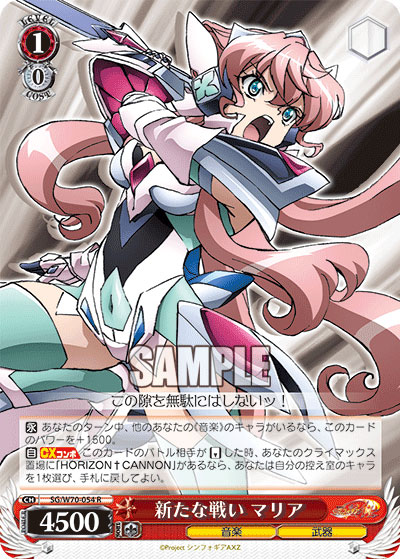 LEVEL
1
0
COST
SAMPLE
この隙を無駄にはしないッ!
永 あなたのターン中、他のあなたの《音楽》のキャラがいるなら、このカード
のパワーを+1500。
自 CXコンボ このカードのバトル相手が【リバース】した時、あなたのクライマックス
置場に「HORIZON†CANNON」があるなら、あなたは自分の控え室のキャラ
を1枚選び、手札に戻してよい。
CH SG/W70-054 R
4500
新たな戦い マリア
音楽
武器
©Project シンフォギアAXZ